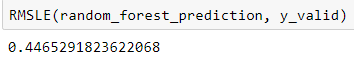 RMSLE(random_forest_prediction, y_valid)
0.4465291823622068